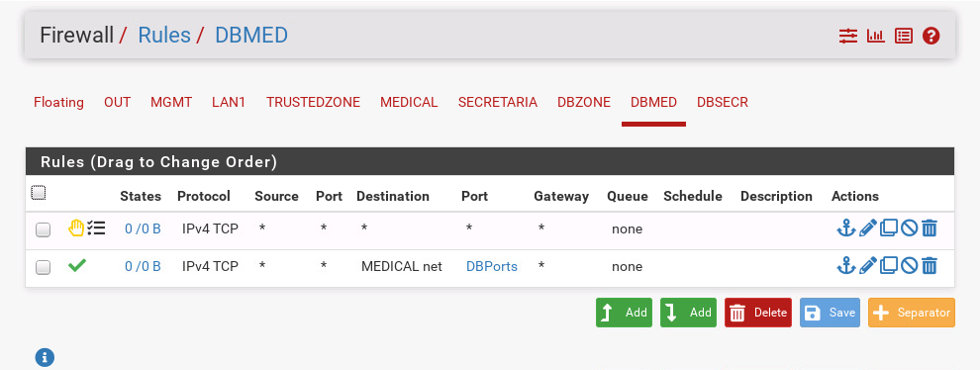 Firewall / Rules / DBMED
Floating OUT MGMT LAN1 TRUSTEDZONE MEDICAL SECRETARIA DBZONE DBMED DBSECR
Rules (Drag to Change Order)
States Protocol Source Port Destination Port Gateway Queue Schedule Description Actions
0 /0 B IPv4 TCP * * * * * none
0 /0 B IPv4 TCP * * MEDICAL net DBPorts * none
Add Add Delete Save Separator